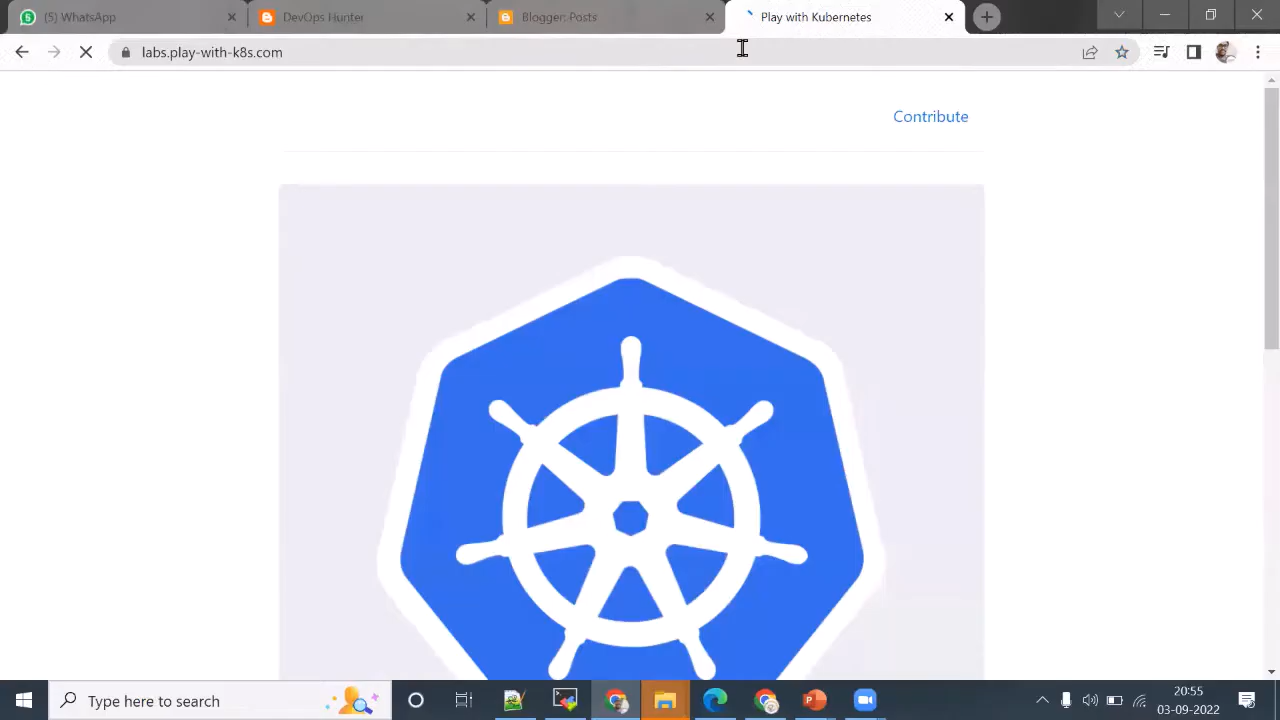 (5) WhatsApp
DevOps Hunter
Blogger: Posts
Play with Kubernetes
labs.play-with-k8s.com
Contribute
Type here to search
20:55
03-09-2022